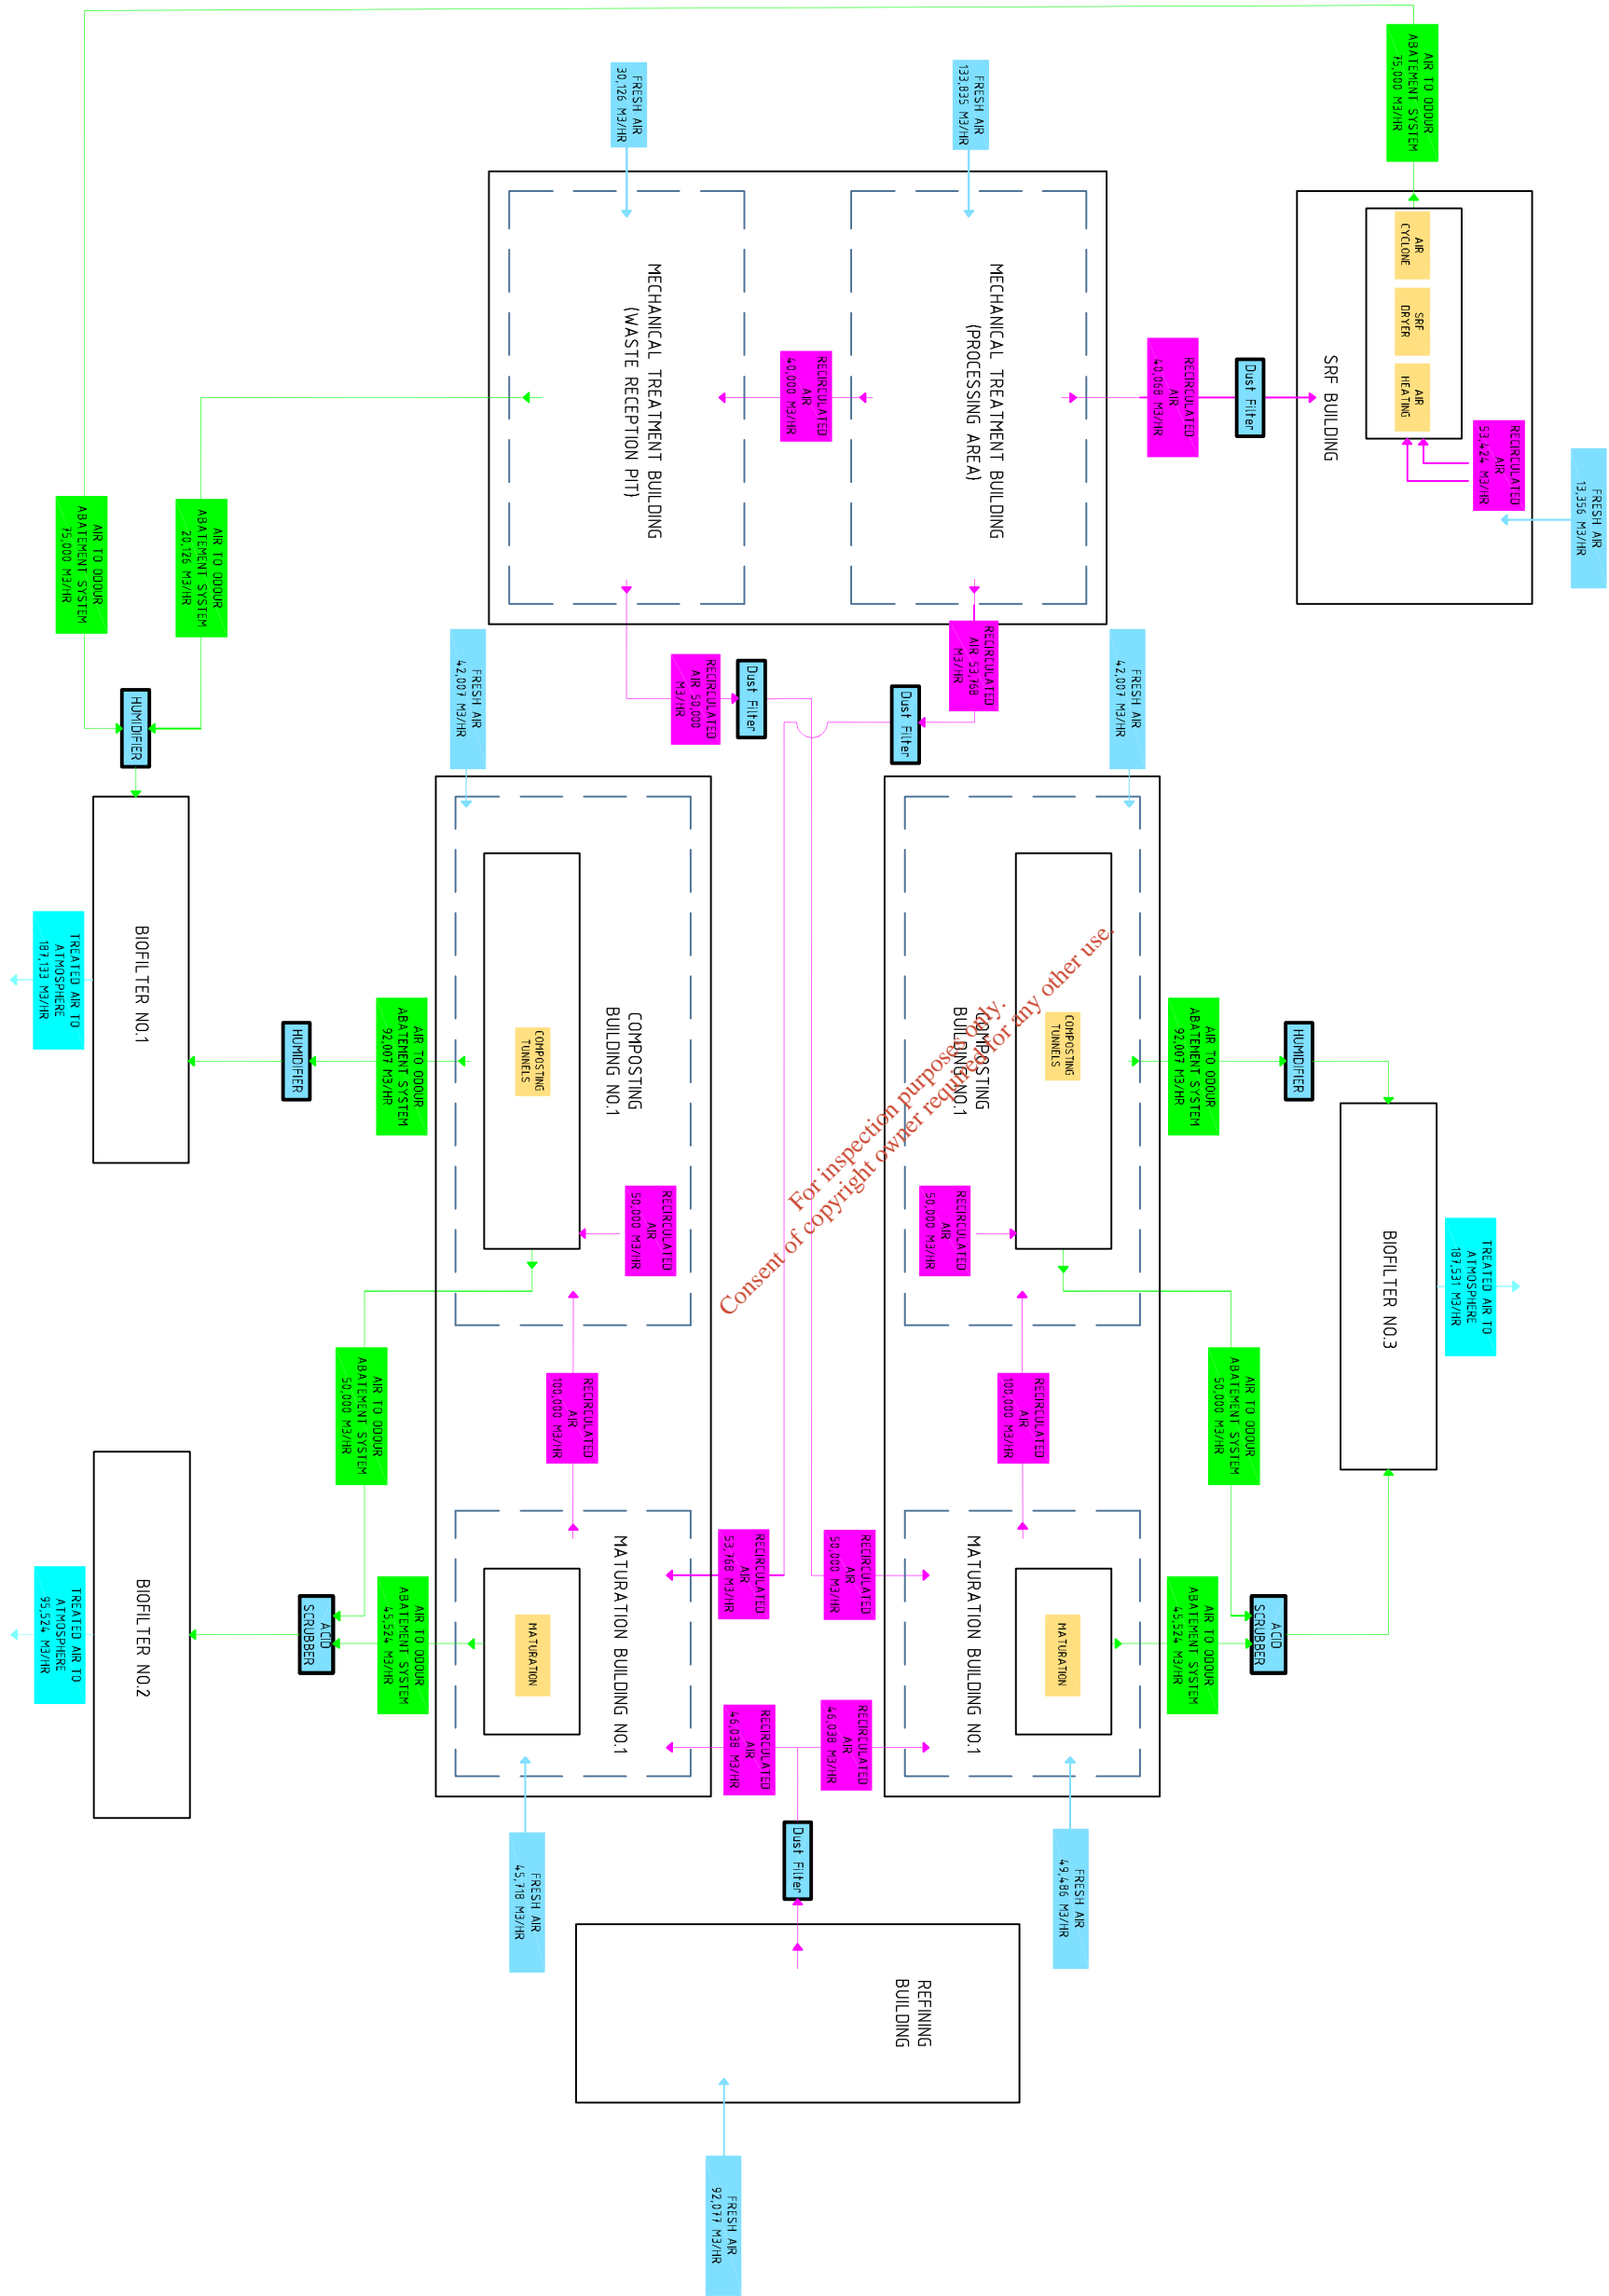 FRESH AIR
13,356 M3/HR
RECIRCULATED
AIR
53,424 M3/HR
TREATED AIR TO
ATMOSPHERE
187,531 M3/HR
AIR TO ODOUR
ABATEMENT SYSTEM
75,000 M3/HR
AIR
CYCLONE
SRF
DRYER
AIR
HEATING
BIOFILTER NO.3
SRF BUILDING
HUMIDIFIER
ACID
SCRUBBER
Dust Filter
AIR TO ODOUR
ABATEMENT SYSTEM
50,000 M3/HR
RECIRCULATED
AIR
40,068 M3/HR
AIR TO ODOUR
ABATEMENT SYSTEM
92,007 M3/HR
AIR TO ODOUR
ABATEMENT SYSTEM
45,524 M3/HR
FRESH AIR
42,007 M3/HR
COMPOSTING
TUNNELS
MATURATION
FRESH AIR
49,486 M3/HR
RECIRCULATED
AIR
100,000 M3/HR
FRESH AIR
133,835 M3/HR
MECHANICAL TREATMENT BUILDING
(PROCESSING AREA)
RECIRCULATED
AIR 53,768
M3/HR
COMPOSTING
BUILDING NO.1
MATURATION BUILDING NO.1
RECIRCULATED
AIR
50,000 M3/HR
REFINING
BUILDING
Dust Filter
RECIRCULATED
AIR
40,000 M3/HR
RECIRCULATED
AIR
50,000 M3/HR
RECIRCULATED
AIR
46,038 M3/HR
Dust Filter
Dust Filter
RECIRCULATED
AIR
53,768 M3/HR
RECIRCULATED
AIR
46,038 M3/HR
FRESH AIR
92,077 M3/HR
RECIRCULATED
AIR 50,000
M3/HR
FRESH AIR
30,126 M3/HR
MECHANICAL TREATMENT BUILDING
(WASTE RECEPTION PIT)
RECIRCULATED
AIR
50,000 M3/HR
COMPOSTING
BUILDING NO.1
MATURATION BUILDING NO.1
RECIRCULATED
AIR
100,000 M3/HR
COMPOSTING
TUNNELS
MATURATION
FRESH AIR
45,718 M3/HR
FRESH AIR
42,007 M3/HR
AIR TO ODOUR
ABATEMENT SYSTEM
92,007 M3/HR
AIR TO ODOUR
ABATEMENT SYSTEM
45,524 M3/HR
AIR TO ODOUR
ABATEMENT SYSTEM
50,000 M3/HR
HUMIDIFIER
ACID
SCRUBBER
AIR TO ODOUR
ABATEMENT SYSTEM
20,126 M3/HR
HUMIDIFIER
BIOFILTER NO.1
BIOFILTER NO.2
AIR TO ODOUR
ABATEMENT SYSTEM
75,000 M3/HR
TREATED AIR TO
ATMOSPHERE
187,133 M3/HR
TREATED AIR TO
ATMOSPHERE
95,524 M3/HR
For inspection purposes only.
Consent of copyright owner required for any other use.